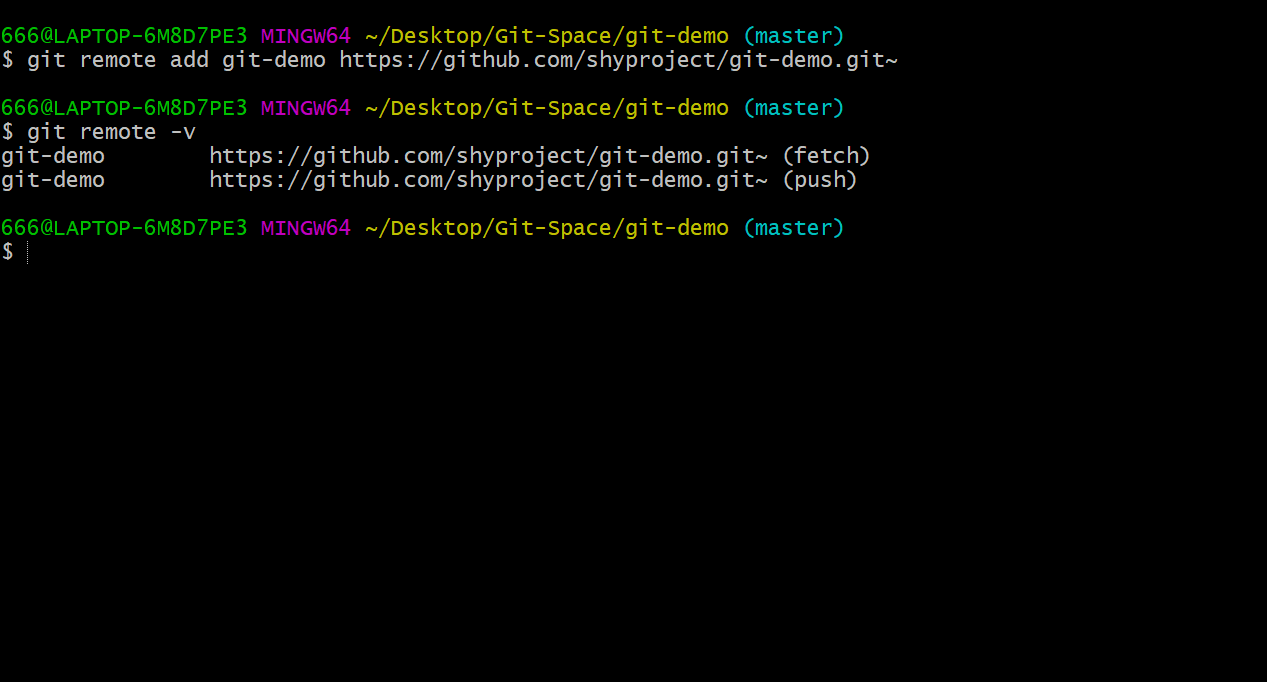 666@LAPTOP-6M8D7PE3 MINGW64 ~/Desktop/Git-Space/git-demo (master)
$ git remote add git-demo https://github.com/shyproject/git-demo.git~
666@LAPTOP-6M8D7PE3 MINGW64 ~/Desktop/Git-Space/git-demo (master)
$ git remote -v
git-demo        https://github.com/shyproject/git-demo.git~ (fetch)
git-demo        https://github.com/shyproject/git-demo.git~ (push)
666@LAPTOP-6M8D7PE3 MINGW64 ~/Desktop/Git-Space/git-demo (master)
$